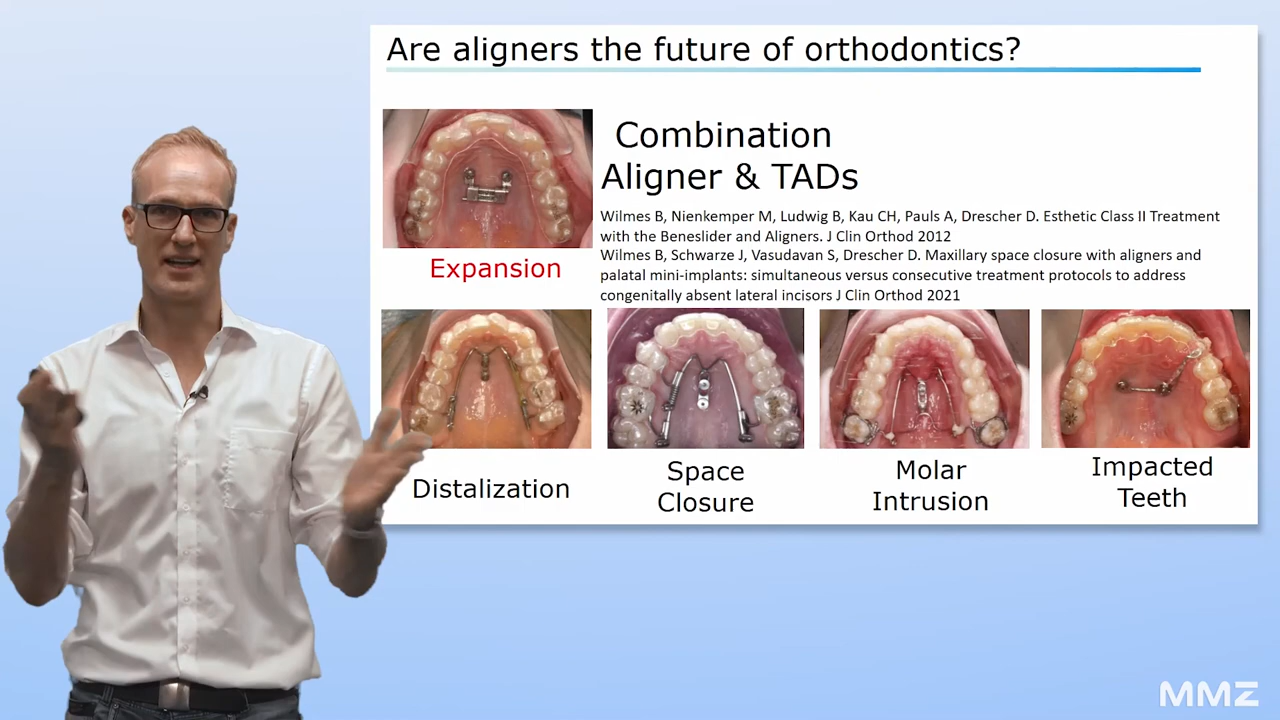 Are aligners the future of orthodontics?
Combination
Aligner & TADs
Wilmes B, Nienkemper M, Ludwig B, Kau CH, Pauls A, Drescher D. Esthetic Class II Treatment
with the Beneslider and Aligners. J Clin Orthod 2012
Wilmes B, Schwarze J, Vasudavan S, Drescher D. Maxillary space closure with aligners and
palatal mini-implants: simultaneous versus consecutive treatment protocols to address
congenitally absent lateral incisors J Clin Orthod 2021
Expansion
Distalization
Space
Closure
Molar
Intrusion
Impacted
Teeth
MMZ